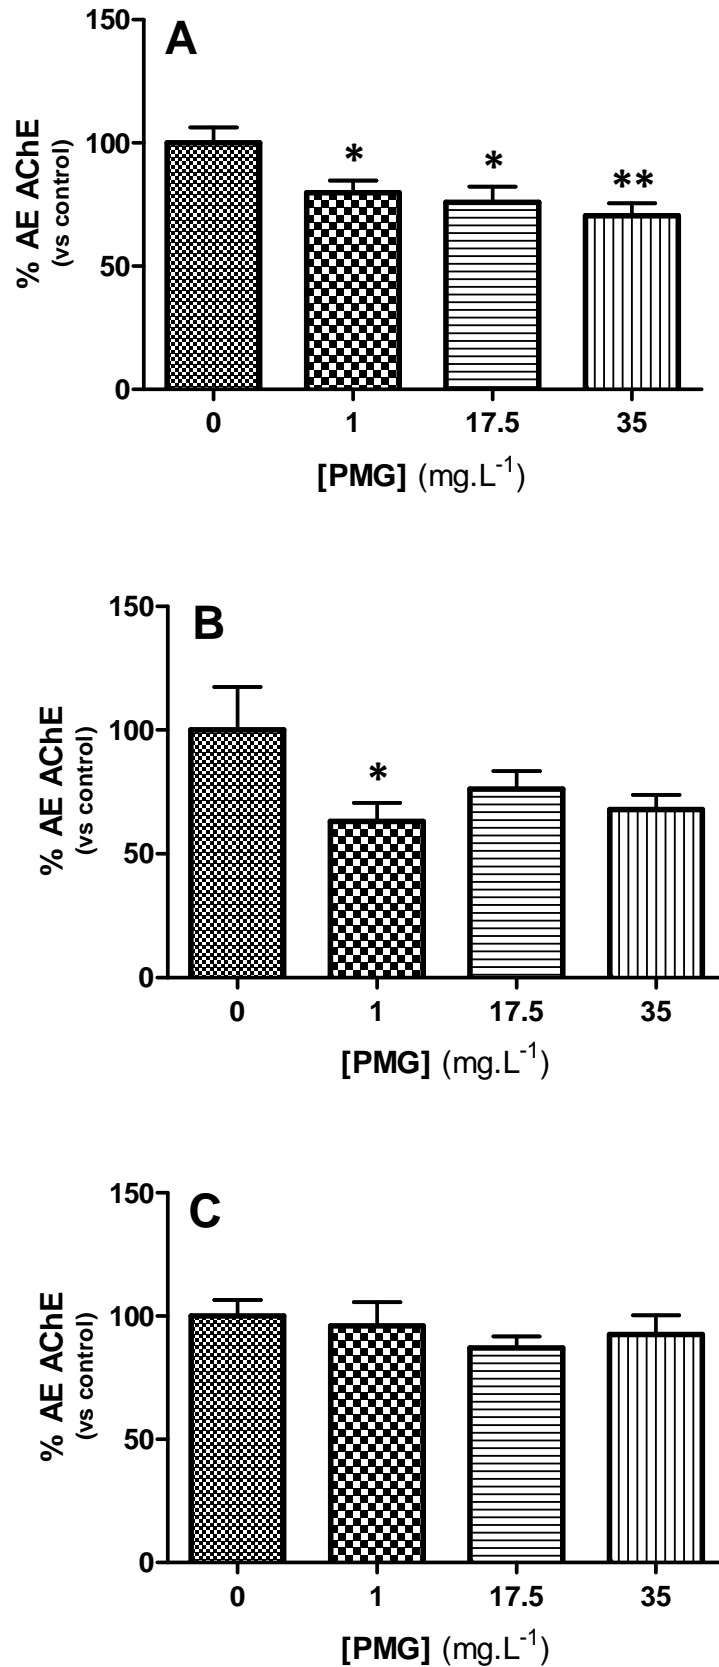 A
% AE AChE
(vs control)
150
100
50
0
*
*
**
0 1 17.5 35
[PMG] (mg.L⁻¹)
B
% AE AChE
(vs control)
150
100
50
0
*
0 1 17.5 35
[PMG] (mg.L⁻¹)
C
% AE AChE
(vs control)
150
100
50
0
0 1 17.5 35
[PMG] (mg.L⁻¹)